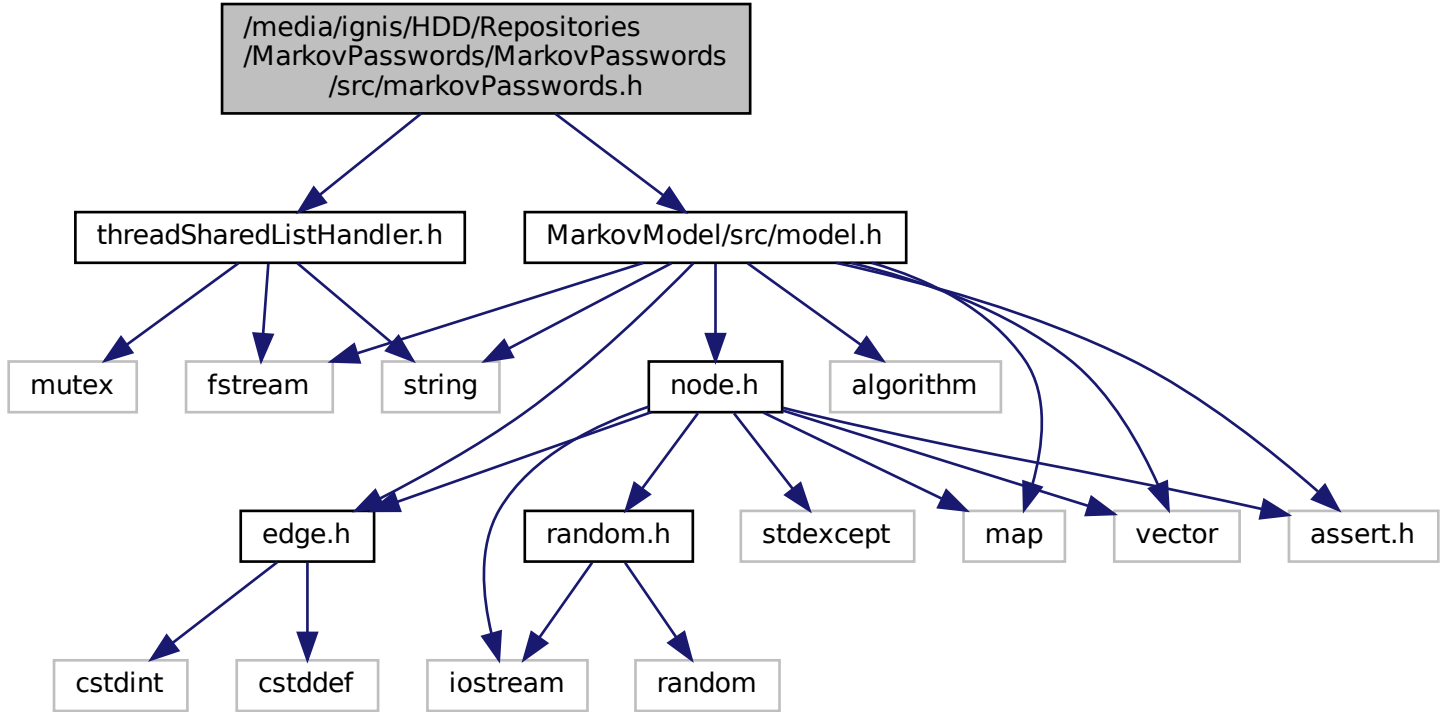 /media/ignis/HDD/Repositories
/MarkovPasswords/MarkovPasswords
/src/markovPasswords.h
threadSharedListHandler.h
MarkovModel/src/model.h
mutex
fstream
string
node.h
algorithm
edge.h
random.h
stdexcept
map
vector
assert.h
cstdint
cstddef
iostream
random